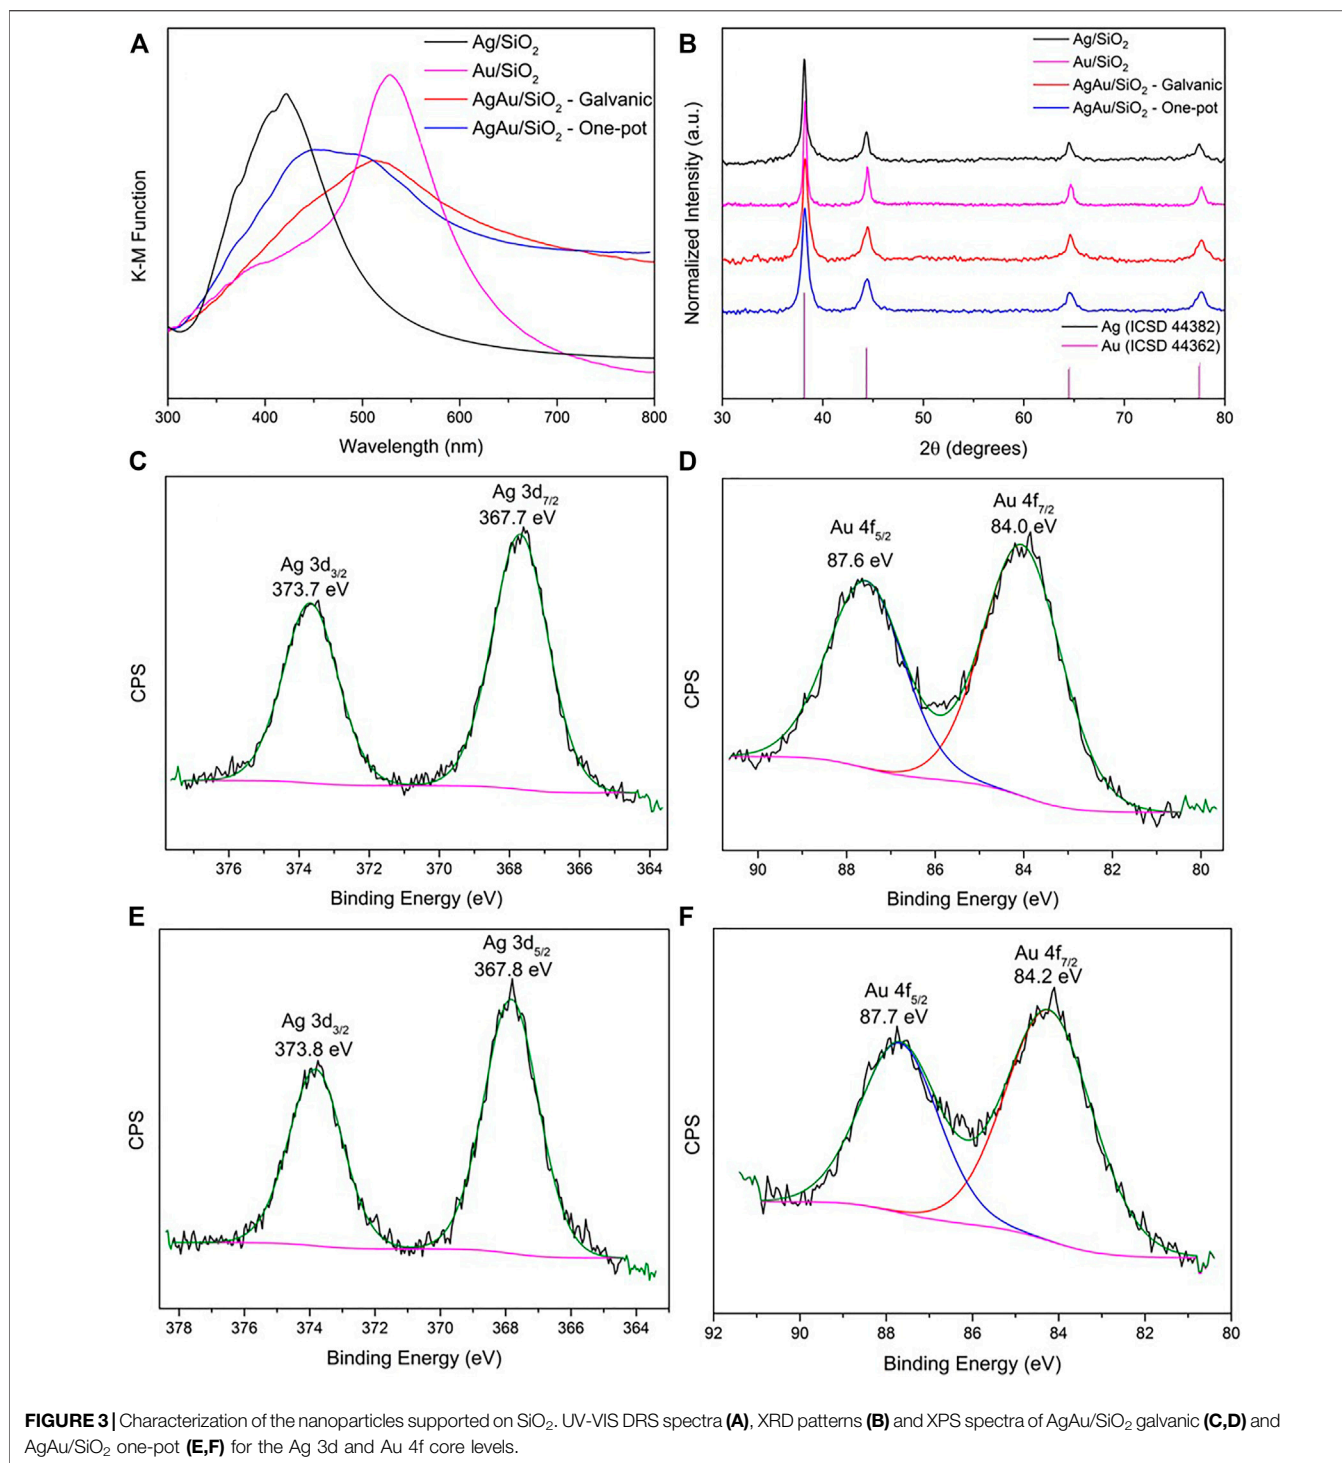 A
Ag/SiO₂
Au/SiO₂
AgAu/SiO₂ - Galvanic
AgAu/SiO₂ - One-pot
K-M Function
300 400 500 600 700 800
Wavelength (nm)
B
Ag/SiO₂
Au/SiO₂
AgAu/SiO₂ - Galvanic
AgAu/SiO₂ - One-pot
Normalized Intensity (a.u.)
Ag (ICSD 44382)
Au (ICSD 44362)
30 40 50 60 70 80
2θ (degrees)
C
Ag 3d₇/₂
367.7 eV
Ag 3d₃/₂
373.7 eV
CPS
376 374 372 370 368 366 364
Binding Energy (eV)
D
Au 4f₇/₂
84.0 eV
Au 4f₅/₂
87.6 eV
CPS
90 88 86 84 82 80
Binding Energy (eV)
E
Ag 3d₅/₂
367.8 eV
Ag 3d₃/₂
373.8 eV
CPS
378 376 374 372 370 368 366 364
Binding Energy (eV)
F
Au 4f₇/₂
84.2 eV
Au 4f₅/₂
87.7 eV
CPS
92 90 88 86 84 82 80
Binding Energy (eV)
FIGURE 3 | Characterization of the nanoparticles supported on SiO₂. UV-VIS DRS spectra (A), XRD patterns (B) and XPS spectra of AgAu/SiO₂ galvanic (C,D) and
AgAu/SiO₂ one-pot (E,F) for the Ag 3d and Au 4f core levels.